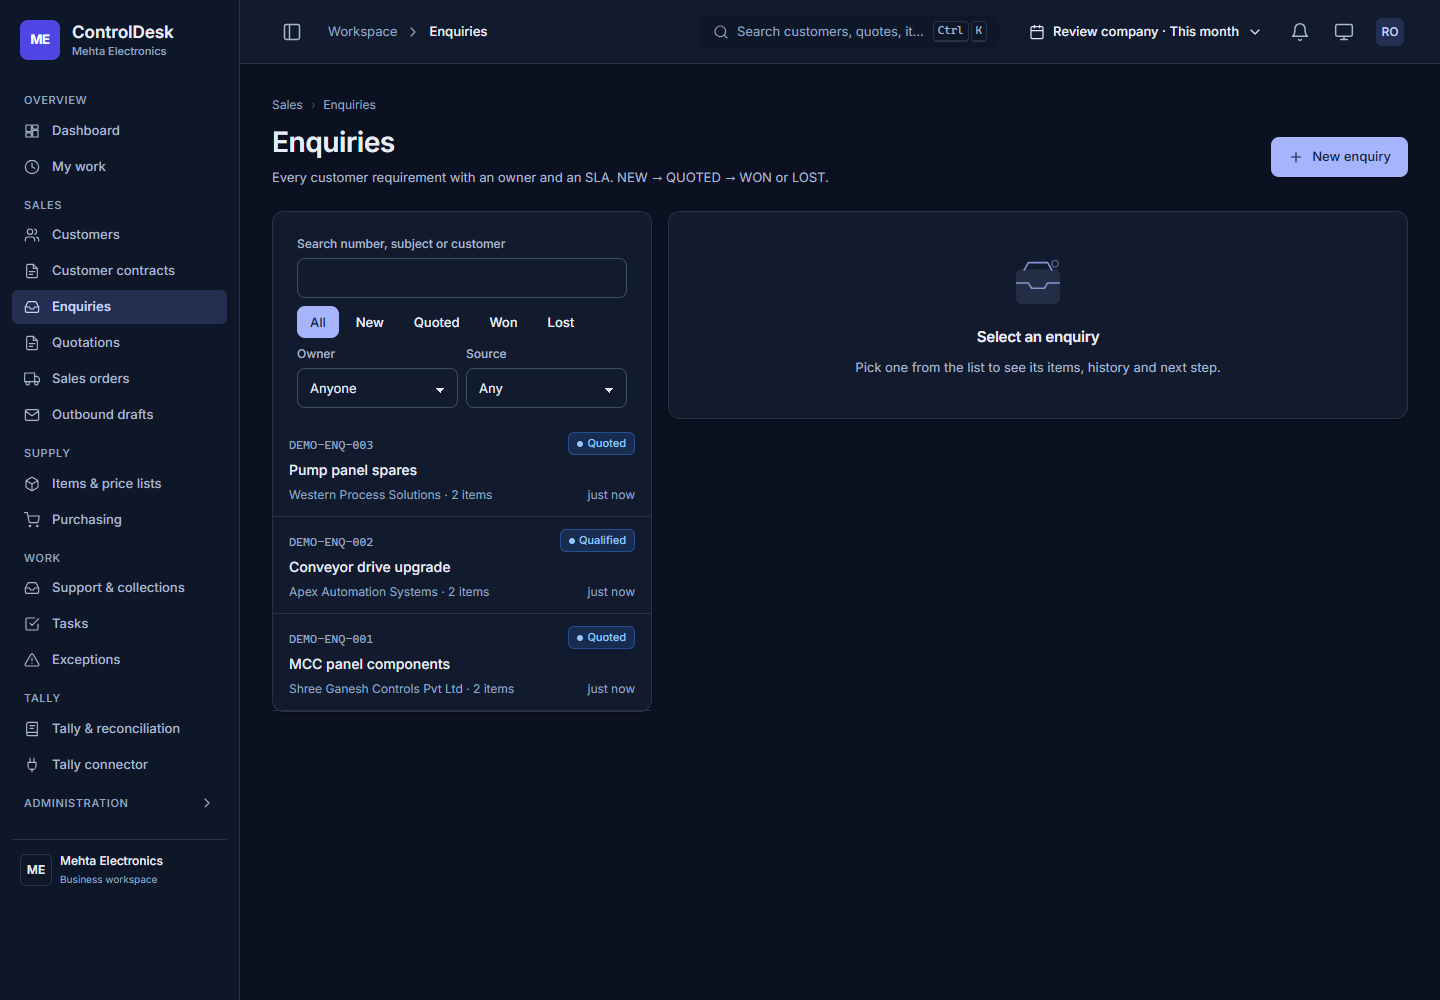 ME
ControlDesk
Mehta Electronics
OVERVIEW
Dashboard
My work
SALES
Customers
Customer contracts
Enquiries
Quotations
Sales orders
Outbound drafts
SUPPLY
Items & price lists
Purchasing
WORK
Support & collections
Tasks
Exceptions
TALLY
Tally & reconciliation
Tally connector
ADMINISTRATION
ME
Mehta Electronics
Business workspace
Workspace > Enquiries
Search customers, quotes, it... Ctrl K
Review company · This month
RO
Sales › Enquiries
Enquiries
Every customer requirement with an owner and an SLA. NEW → QUOTED → WON or LOST.
+ New enquiry
Search number, subject or customer
All New Quoted Won Lost
Owner Source
Anyone Any
DEMO-ENQ-003 Quoted
Pump panel spares
Western Process Solutions · 2 items just now
DEMO-ENQ-002 Qualified
Conveyor drive upgrade
Apex Automation Systems · 2 items just now
DEMO-ENQ-001 Quoted
MCC panel components
Shree Ganesh Controls Pvt Ltd · 2 items just now
Select an enquiry
Pick one from the list to see its items, history and next step.